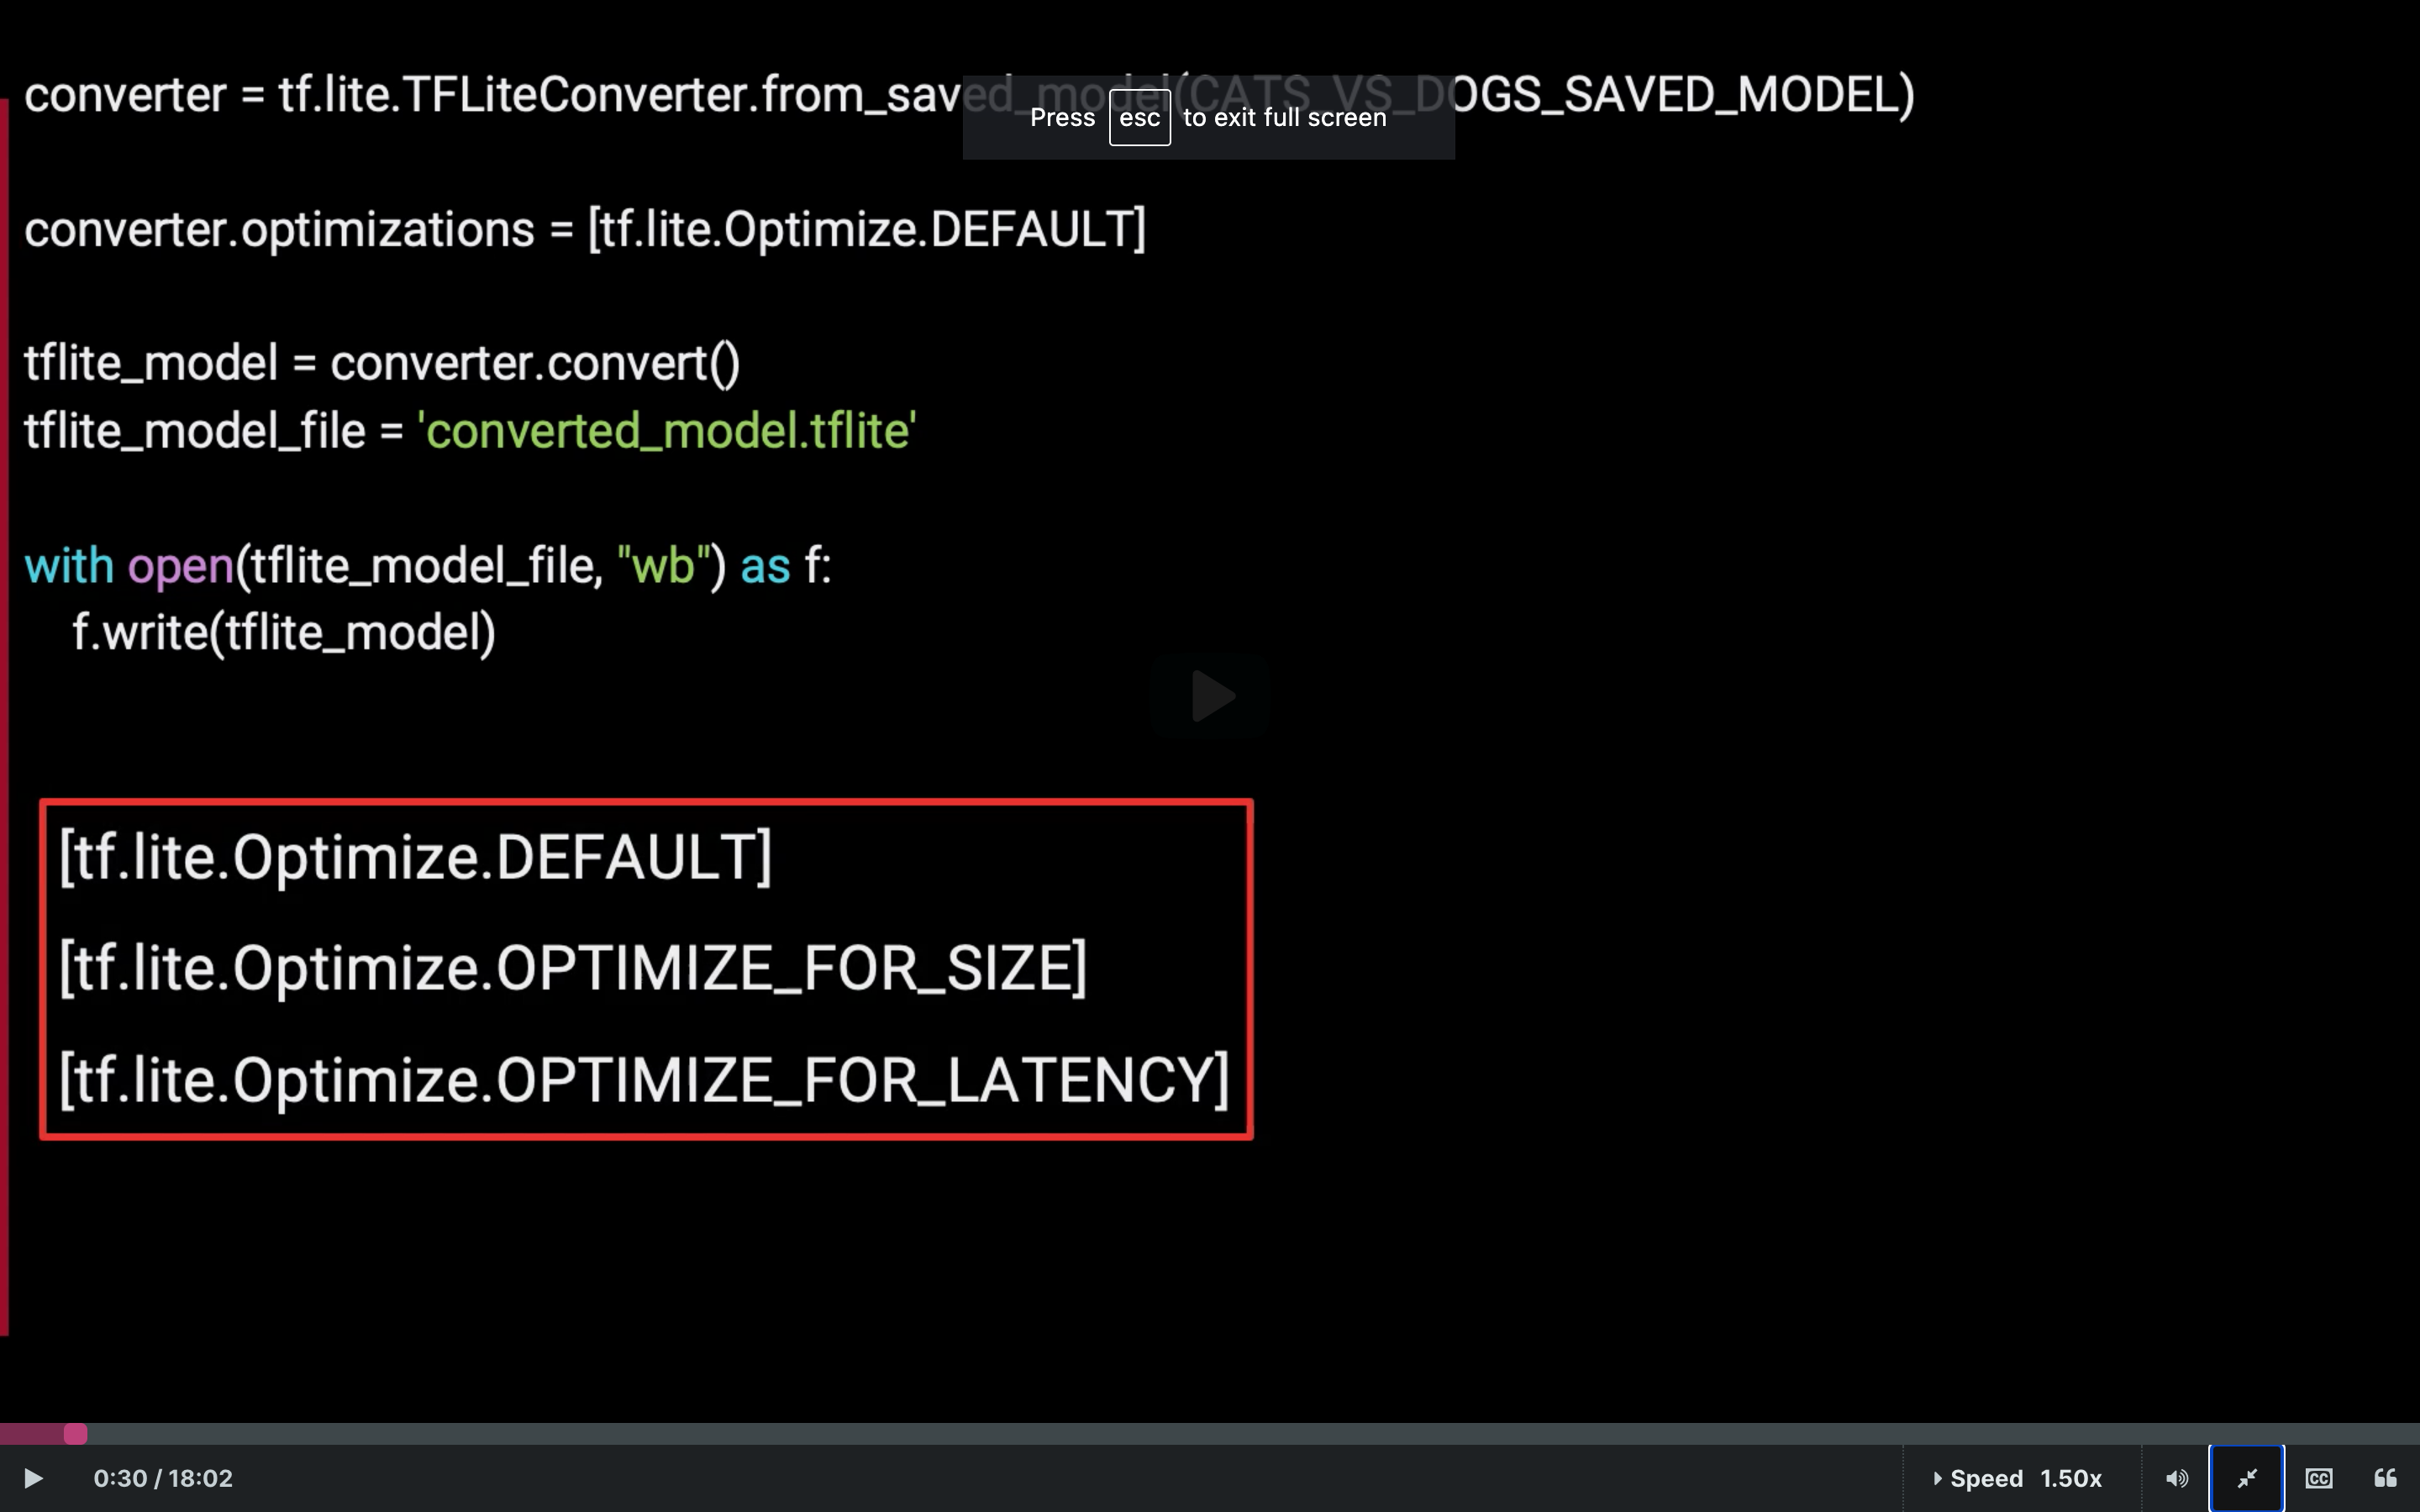 converter = tf.lite.TFLiteConverter.from_saved_model(CATS_VS_DOGS_SAVED_MODEL)
Press esc to exit full screen
converter.optimizations = [tf.lite.Optimize.DEFAULT]
tflite_model = converter.convert()
tflite_model_file = 'converted_model.tflite'
with open(tflite_model_file, "wb") as f:
f.write(tflite_model)
[tf.lite.Optimize.DEFAULT]
[tf.lite.Optimize.OPTIMIZE_FOR_SIZE]
[tf.lite.Optimize.OPTIMIZE_FOR_LATENCY]
0:30 / 18:02 Speed 1.50x CC